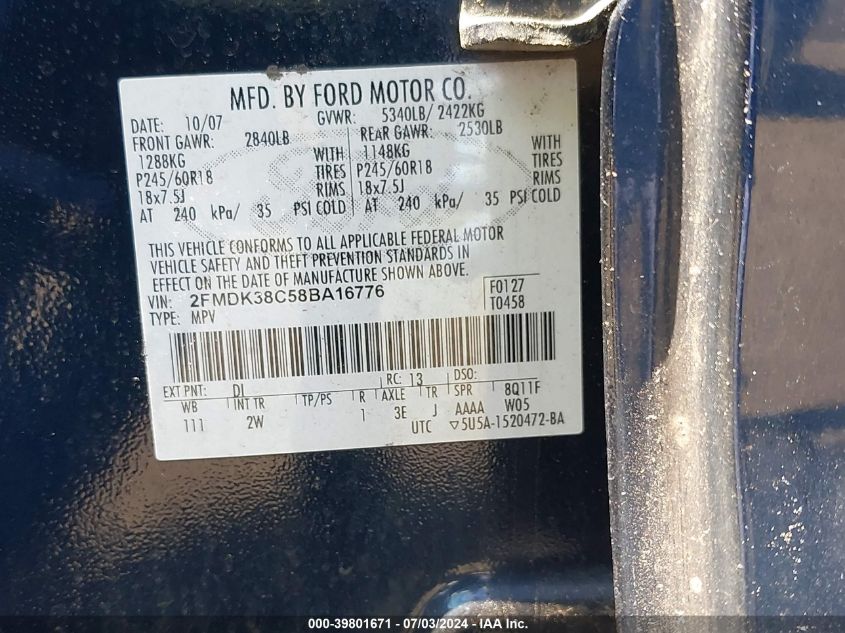 MFD. BY FORD MOTOR CO.
DATE: 10/07 GVWR: 5340LB/ 2422KG
FRONT GAWR: 2840LB REAR GAWR: 2530LB
1288KG WITH 1148KG WITH
P245/60R18 TIRES P245/60R18 TIRES
18x7.5J RIMS 18x7.5J RIMS
AT 240 kPa/ 35 PSI COLD AT 240 kPa/ 35 PSI COLD
THIS VEHICLE CONFORMS TO ALL APPLICABLE FEDERAL MOTOR
VEHICLE SAFETY AND THEFT PREVENTION STANDARDS IN
EFFECT ON THE DATE OF MANUFACTURE SHOWN ABOVE.
VIN: 2FMDK38C58BA16776 F0127
TYPE: MPV T0458
EXT PNT: DL RC: 13 DSO:
WB INT TR TP/PS R AXLE TR SPR 8Q11F
111 2W 1 3E J AAAA W05
UTC ▽5U5A-1520472-BA
000-39801671 / 07/03/2024 - IAA Inc.